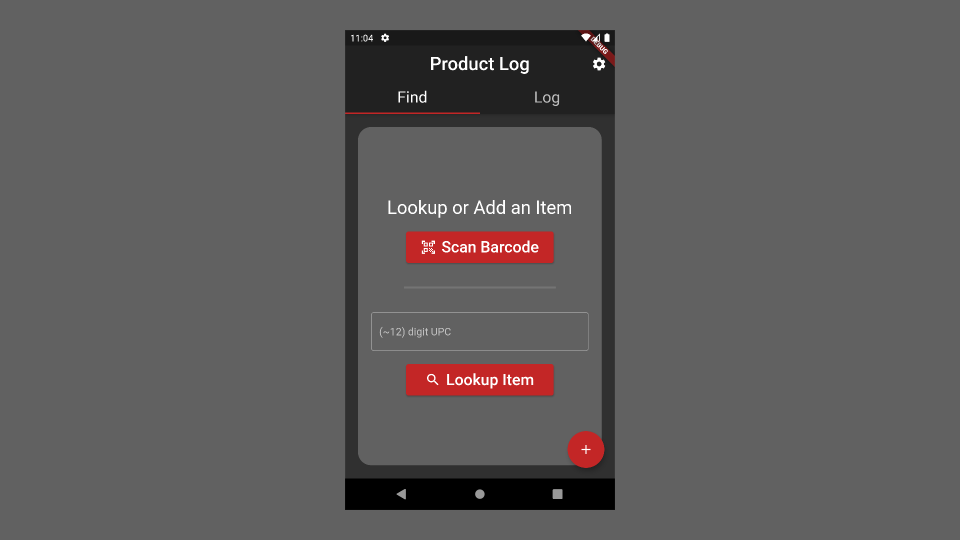 11:04
DEBUG
Product Log
Find
Log
Lookup or Add an Item
Scan Barcode
(~12) digit UPC
Lookup Item
+